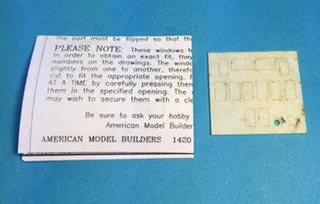 the part must be flipped so that the
PLEASE NOTE: These windows h
in order to obtain an exact fit, they
numbers on the drawings. The windo
slightly from one to another, therefo
cut to fit the appropriate opening. F
AT A TIME by carefully pressing them
them in the specified opening. The
may wish to secure them with a cle
Be sure to ask your hobby
American Model Builder
AMERICAN MODEL BUILDERS 1420